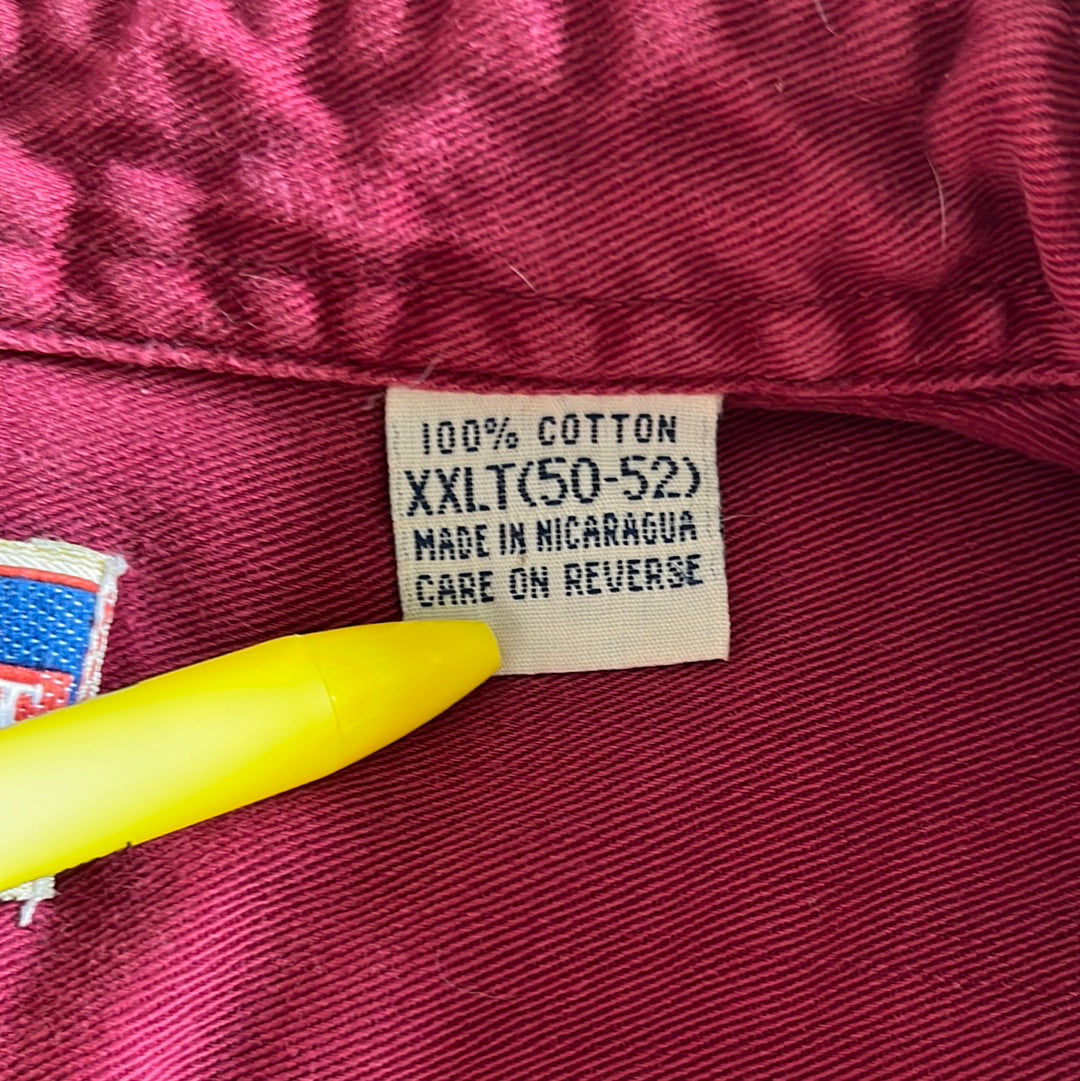 100% COTTON
XXLT(50-52)
MADE IN NICARAGUA
CARE ON REVERSE